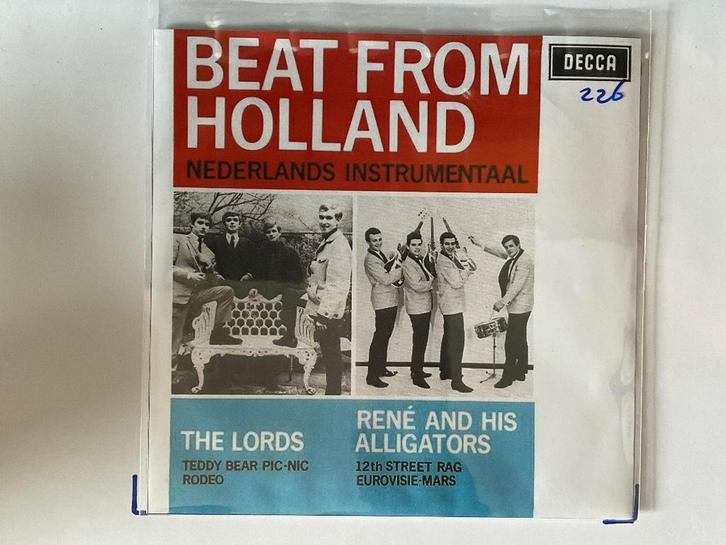 BEAT FROM
HOLLAND
NEDERLANDS INSTRUMENTAAL
DECCA
226
THE LORDS
TEDDY BEAR PIC-NIC
RODEO
RENÉ AND HIS
ALLIGATORS
12th STREET RAG
EUROVISIE-MARS